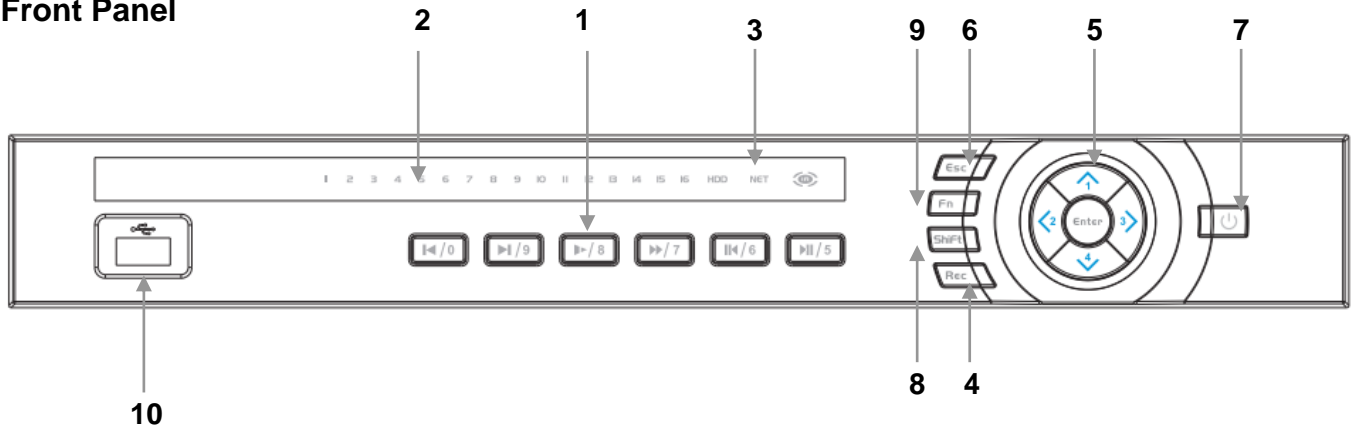 Front Panel
2 1 3 9 6 5 7
1 2 3 4 5 6 7 8 9 10 11 12 13 14 15 16 HDD NET
Esc
Fn
Shift
Rec
1
2 Enter 3
4
/0 /9 /8 /7 /6 /5
8 4
10